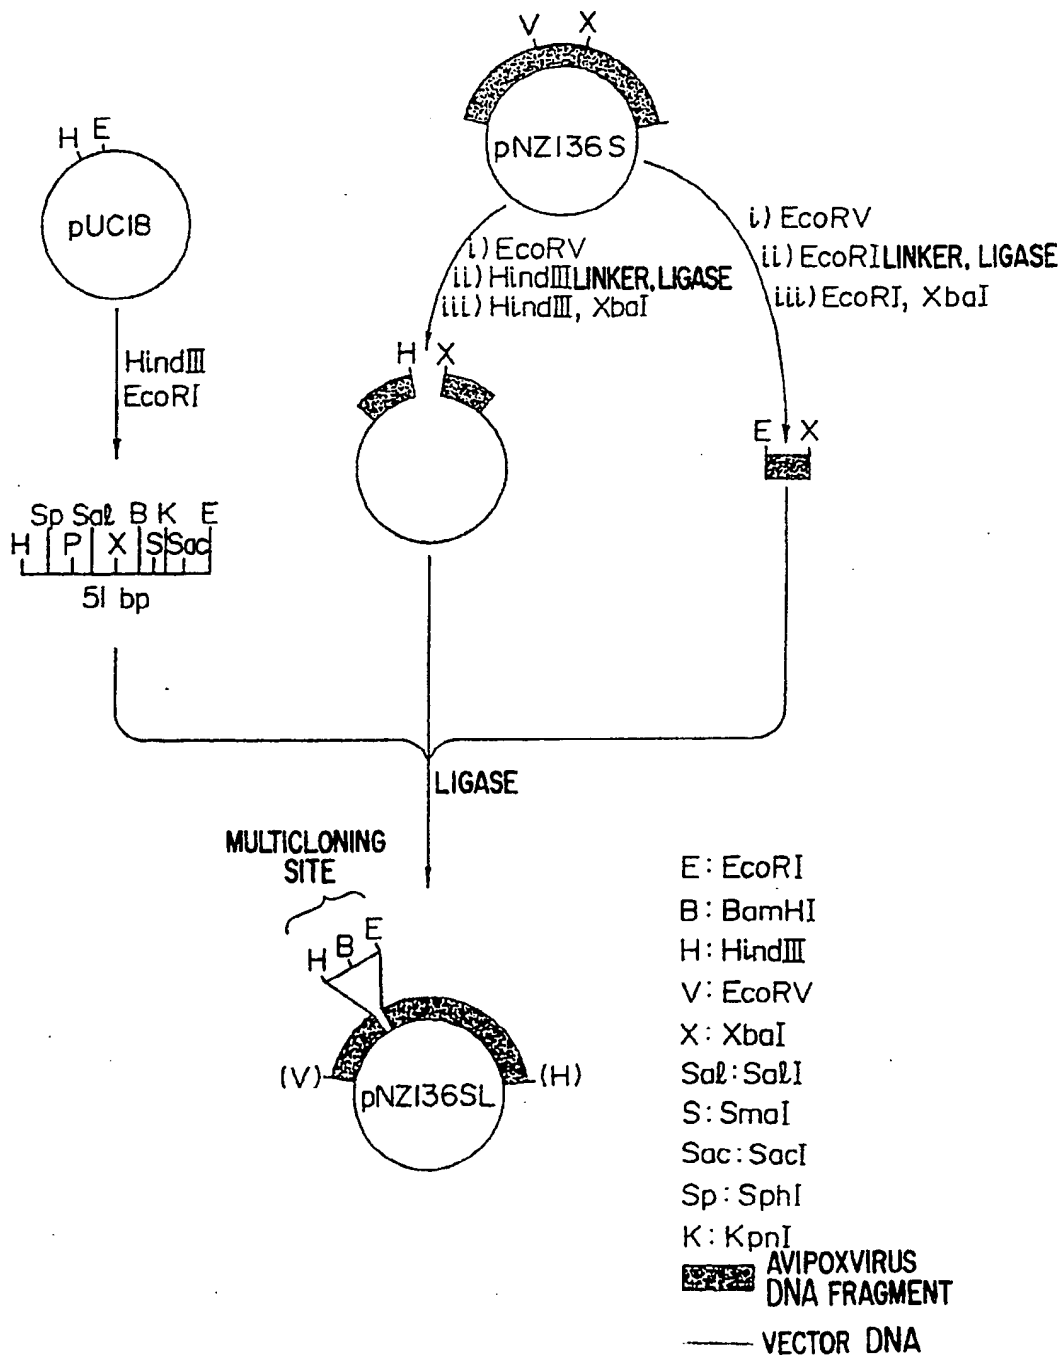 V X
pNZ136S
H E
pUC18
i) EcoRV
ii) HindIII LINKER, LIGASE
iii) HindIII, XbaI
i) EcoRV
ii) EcoRI LINKER, LIGASE
iii) EcoRI, XbaI
HindIII
EcoRI
H X
E X
Sp Sal B K E
H P X S Sac
51 bp
LIGASE
MULTICLONING
SITE
H B E
(V) (H)
pNZ136SL
E: EcoRI
B: BamHI
H: HindIII
V: EcoRV
X: XbaI
Sal: SalI
S: SmaI
Sac: SacI
Sp: SphI
K: KpnI
AVIPOXVIRUS
DNA FRAGMENT
VECTOR DNA